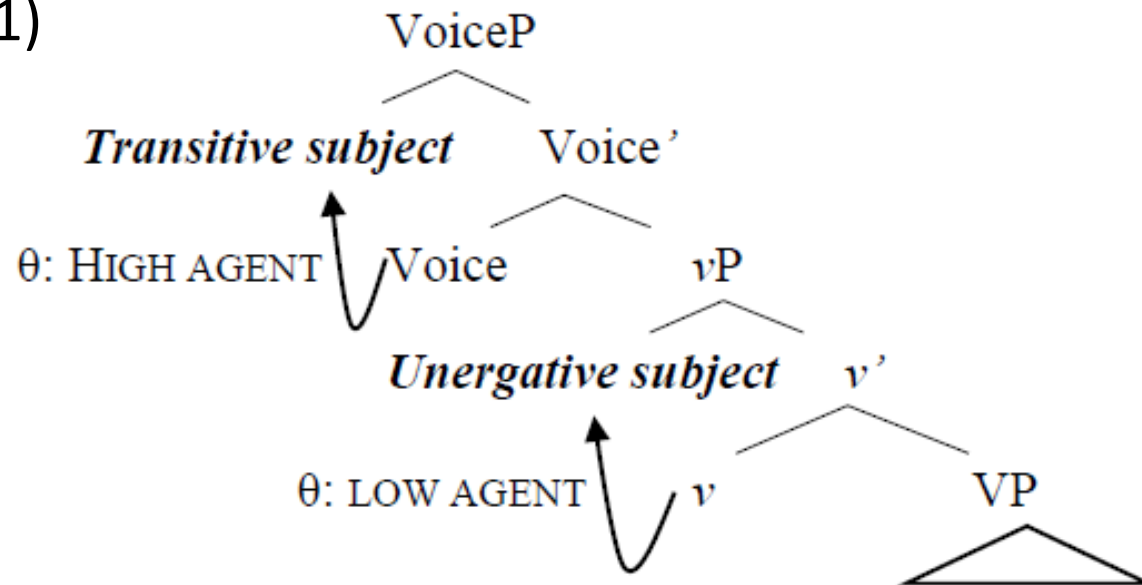 1)
VoiceP
Transitive subject Voice’
θ: HIGH AGENT Voice vP
Unergative subject v’
θ: LOW AGENT v VP